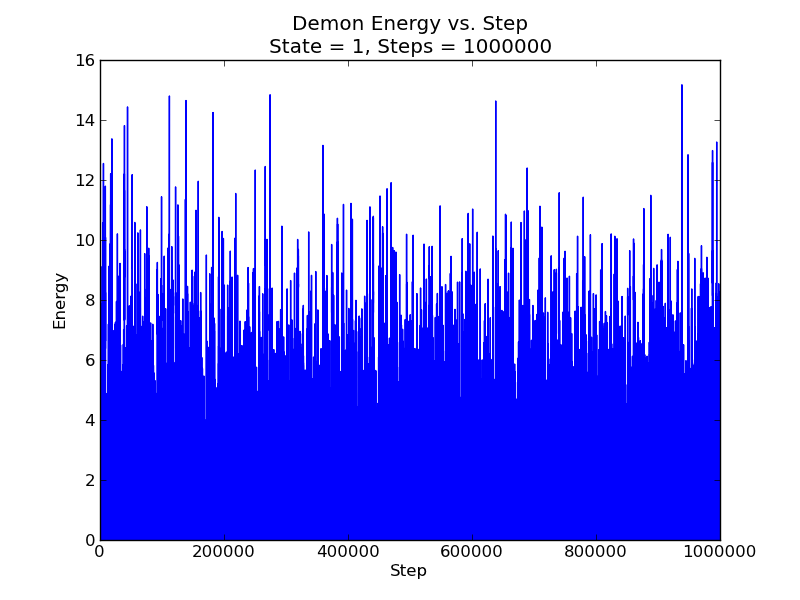 Demon Energy vs. Step
State = 1, Steps = 1000000
16
14
12
10
8
6
4
2
0
Energy
0 200000 400000 600000 800000 1000000
Step